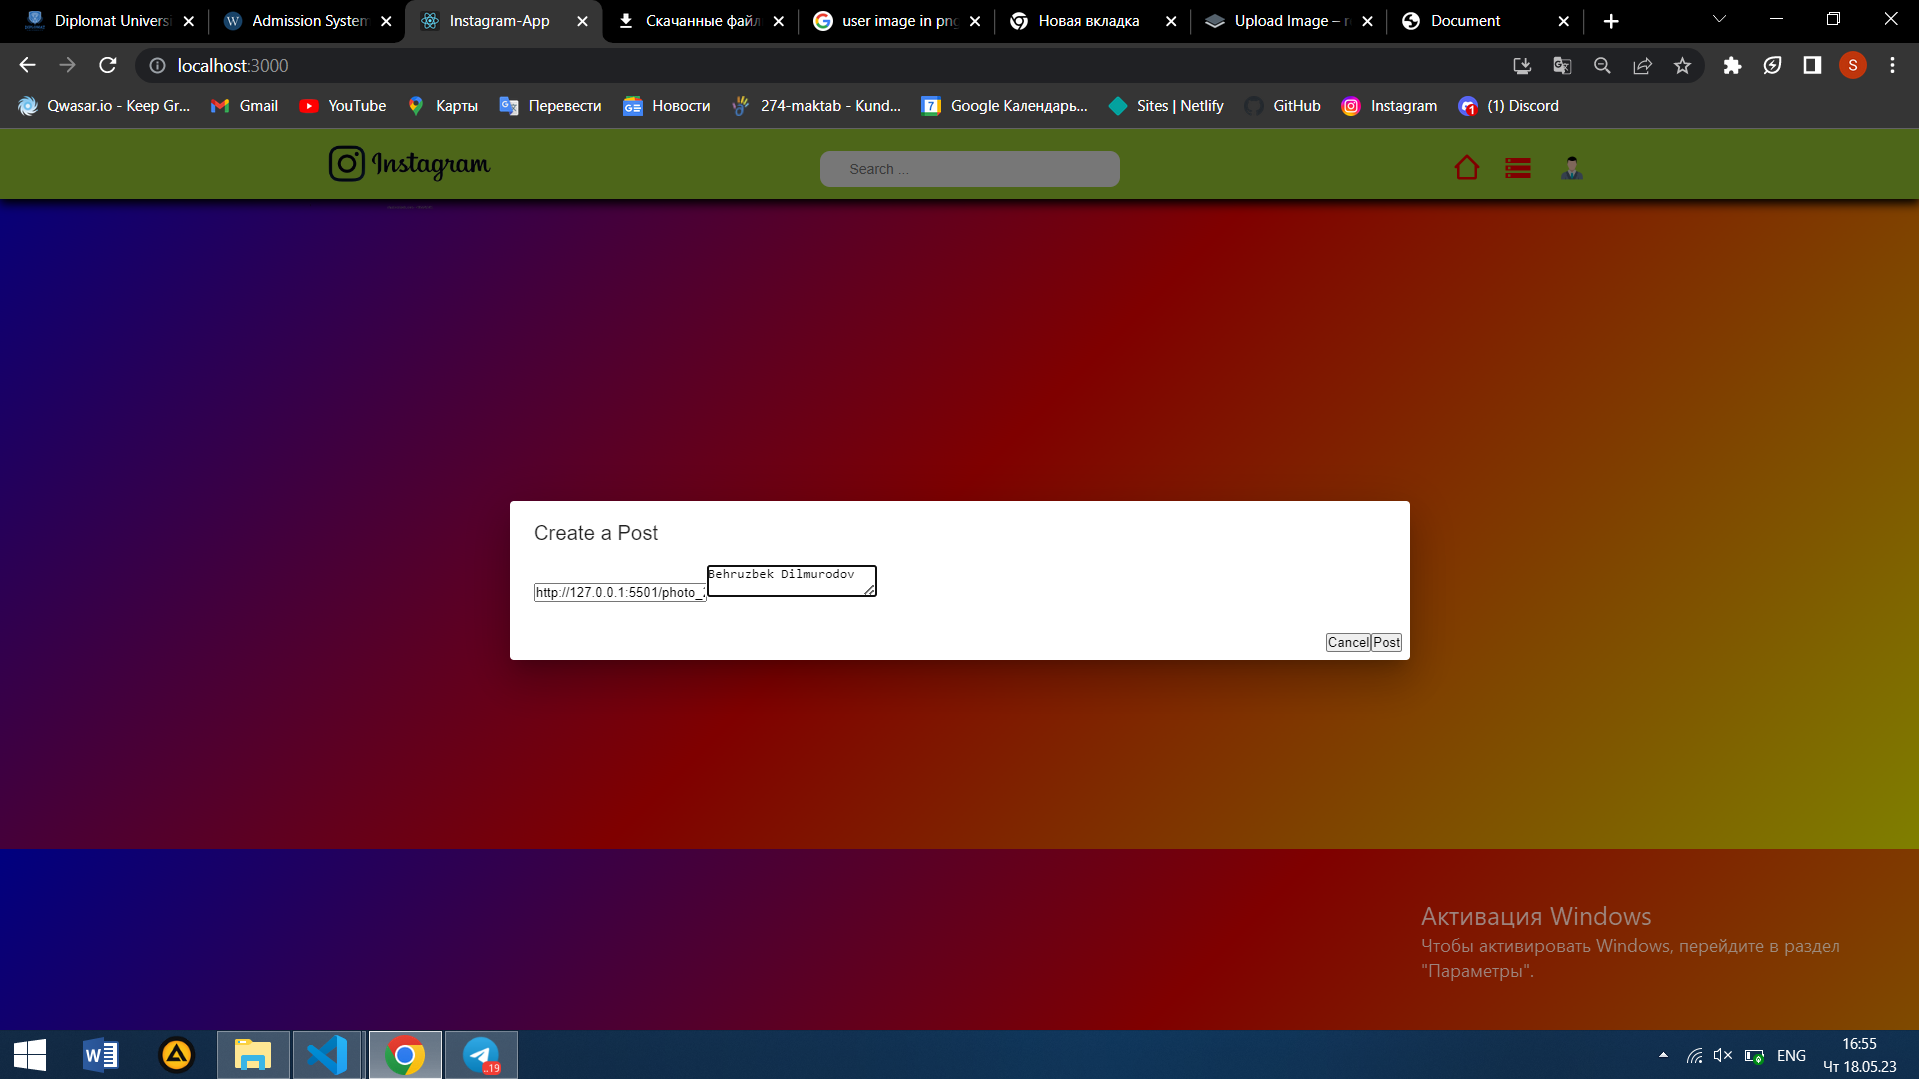 Diplomat Universi
Admission System
Instagram-App
Скачанные файл
user image in png
Новая вкладка
Upload Image –
Document
localhost:3000
S
Qwasar.io - Keep Gr...
Gmail
YouTube
Карты
Перевести
Новости
274-maktab - Kund...
7
Google Календарь...
Sites | Netlify
GitHub
Instagram
1
(1) Discord
Instagram
Search ...
Create a Post
Behruzbek Dilmurodov
http://127.0.0.1:5501/photo_
Cancel
Post
Активация Windows
Чтобы активировать Windows, перейдите в раздел
"Параметры".
..19
ENG
16:55
Чт 18.05.23